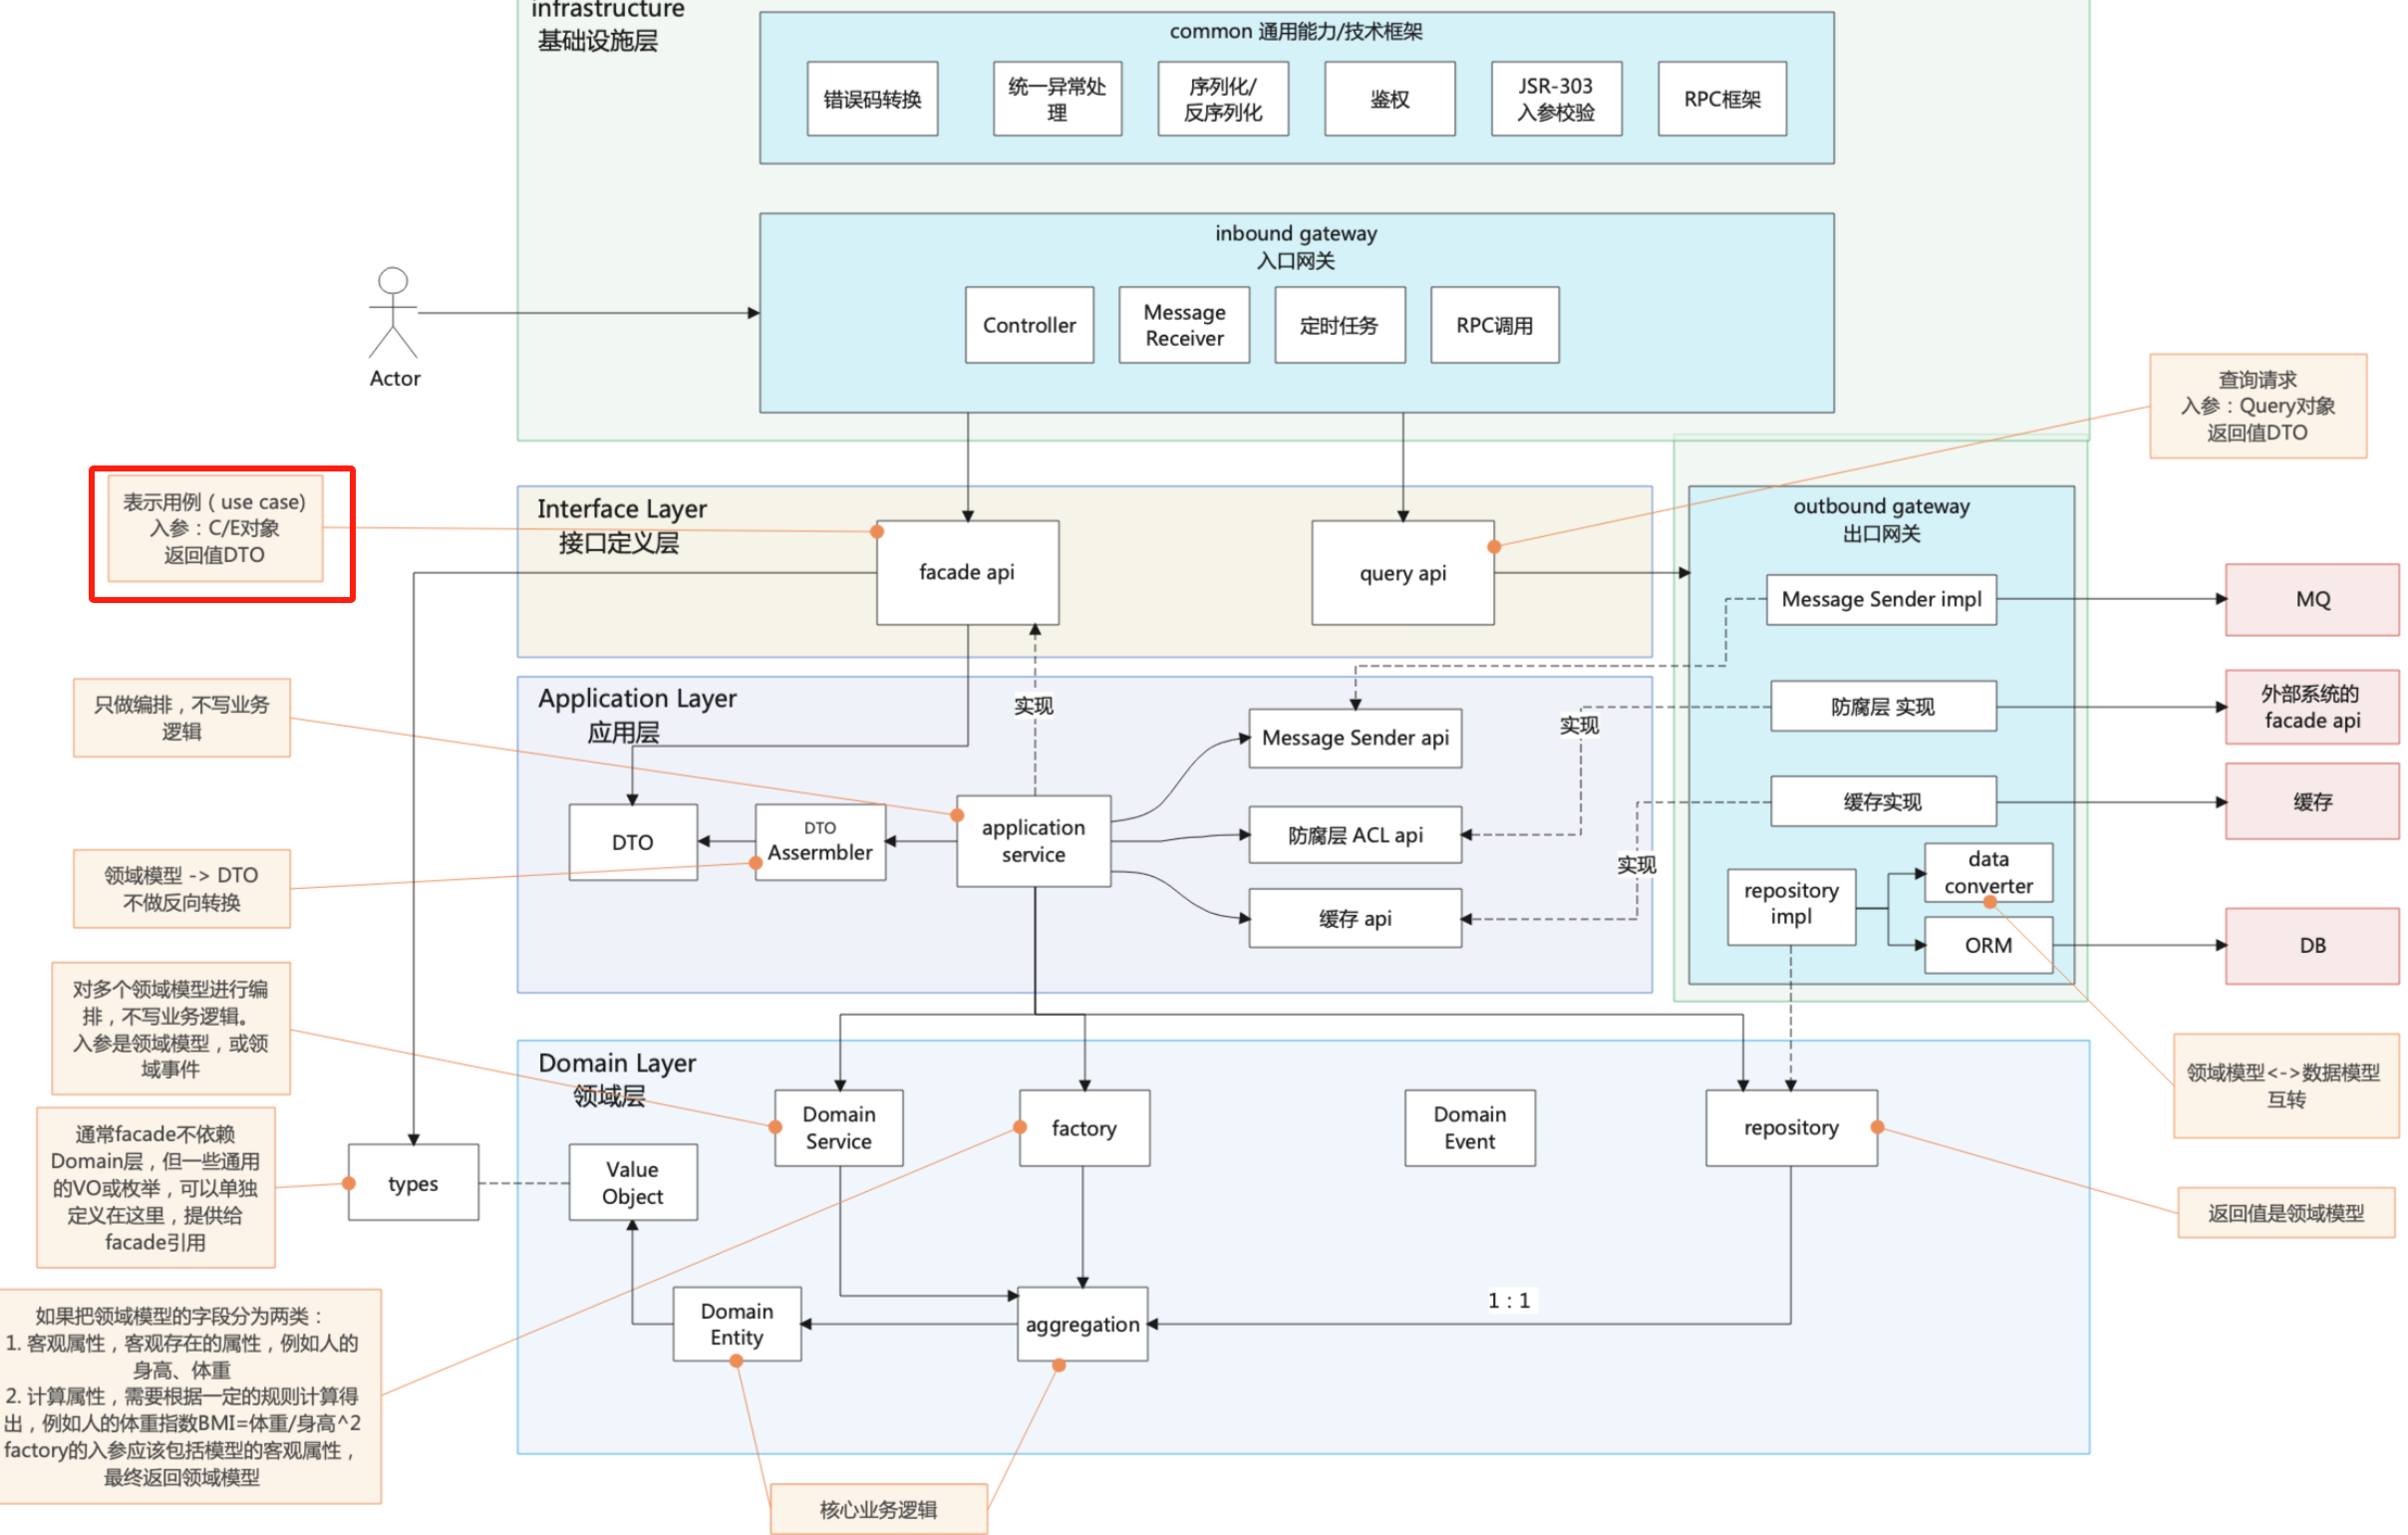 infrastructure
基础设施层
common 通用能力/技术框架
错误码转换
统一异常处
理
序列化/
反序列化
鉴权
JSR-303
入参校验
RPC框架
inbound gateway
入口网关
Controller
Message
Receiver
定时任务
RPC调用
Actor
查询请求
入参：Query对象
返回值DTO
表示用例（use case)
入参：C/E对象
返回值DTO
Interface Layer
接口定义层
facade api
query api
outbound gateway
出口网关
Message Sender impl
MQ
防腐层 实现
外部系统的
facade api
缓存实现
缓存
repository
impl
data
converter
ORM
DB
只做编排，不写业务
逻辑
Application Layer
应用层
实现
实现
实现
Message Sender api
防腐层 ACL api
缓存 api
application
service
DTO
Assermbler
DTO
领域模型 -> DTO
不做反向转换
对多个领域模型进行编
排，不写业务逻辑。
入参是领域模型，或领
域事件
Domain Layer
领域层
Domain
Service
factory
Domain
Event
repository
领域模型<->数据模型
互转
通常facade不依赖
Domain层，但一些通用
的VO或枚举，可以单独
定义在这里，提供给
facade引用
types
Value
Object
返回值是领域模型
如果把领域模型的字段分为两类：
1. 客观属性，客观存在的属性，例如人的
身高、体重
2. 计算属性，需要根据一定的规则计算得
出，例如人的体重指数BMI=体重/身高^2
factory的入参应该包括模型的客观属性，
最终返回领域模型
Domain
Entity
aggregation
1：1
核心业务逻辑